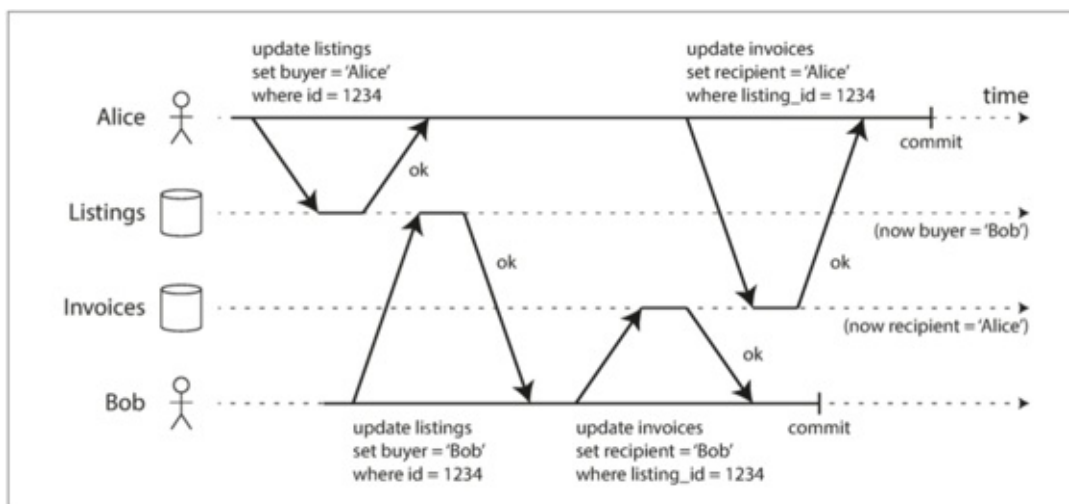 update listings
set buyer = 'Alice'
where id = 1234
update invoices
set recipient = 'Alice'
where listing_id = 1234
time
Alice
commit
ok
Listings
(now buyer = 'Bob')
ok
ok
Invoices
(now recipient = 'Alice')
ok
Bob
commit
update listings
set buyer = 'Bob'
where id = 1234
update invoices
set recipient = 'Bob'
where listing_id = 1234